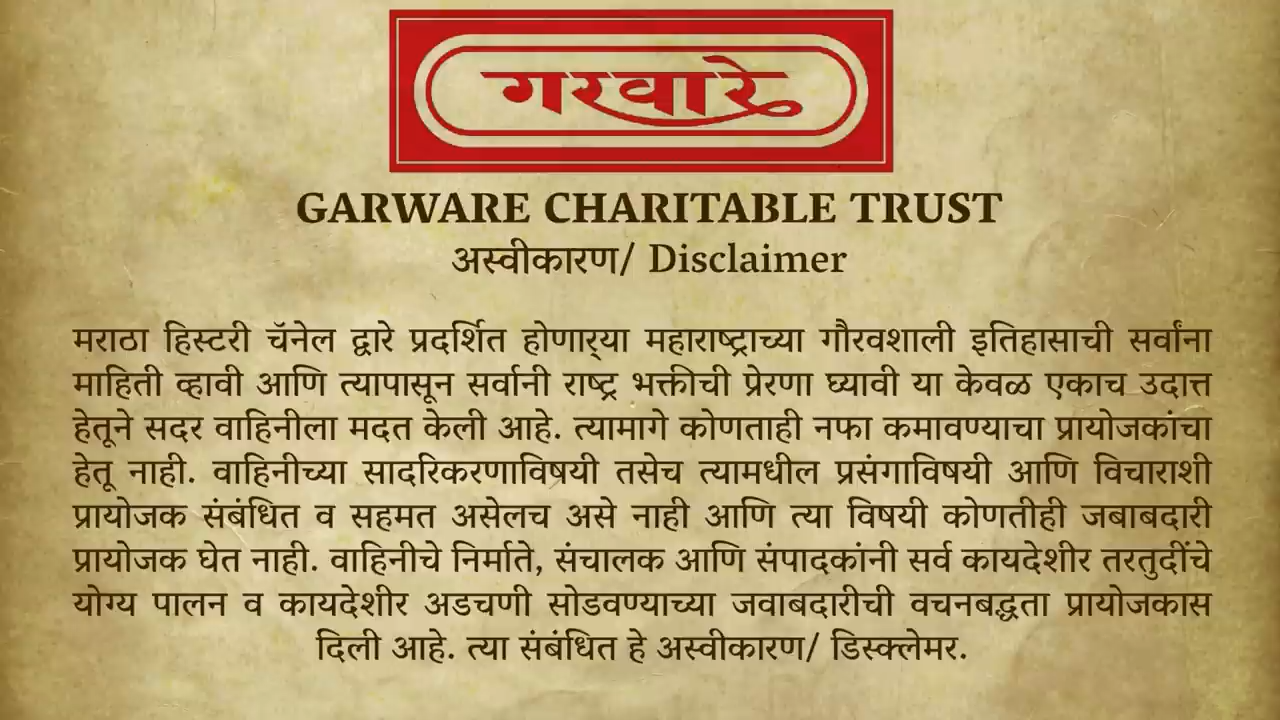 गरवारे
GARWARE CHARITABLE TRUST
अस्वीकारण/ Disclaimer
मराठा हिस्टरी चॅनेल द्वारे प्रदर्शित होणाऱ्या महाराष्ट्राच्या गौरवशाली इतिहासाची सर्वांना
माहिती व्हावी आणि त्यापासून सर्वानी राष्ट्र भक्तीची प्रेरणा घ्यावी या केवळ एकाच उदात्त
हेतूने सदर वाहिनीला मदत केली आहे. त्यामागे कोणताही नफा कमावण्याचा प्रायोजकांचा
हेतू नाही. वाहिनीच्या सादरिकरणाविषयी तसेच त्यामधील प्रसंगाविषयी आणि विचाराशी
प्रायोजक संबंधित व सहमत असेलच असे नाही आणि त्या विषयी कोणतीही जबाबदारी
प्रायोजक घेत नाही. वाहिनीचे निर्माते, संचालक आणि संपादकांनी सर्व कायदेशीर तरतुदींचे
योग्य पालन व कायदेशीर अडचणी सोडवण्याच्या जवाबदारीची वचनबद्धता प्रायोजकास
दिली आहे. त्या संबंधित हे अस्वीकारण/ डिस्क्लेमर.